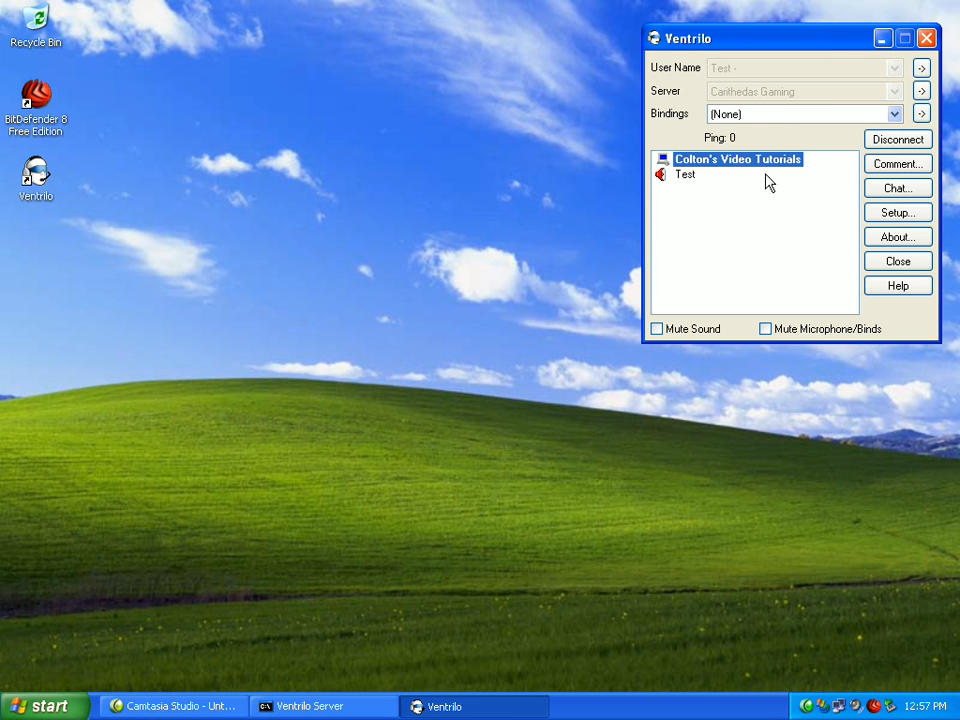 Recycle Bin
BitDefender 8
Free Edition
Ventrilo
Ventrilo
User Name
Test -
->
Server
Carithedas Gaming
->
Bindings
(None)
->
Ping: 0
Disconnect
Colton's Video Tutorials
Test
Comment...
Chat...
Setup...
About...
Close
Help
Mute Sound
Mute Microphone/Binds
start
Camtasia Studio - Unt...
Ventrilo Server
Ventrilo
12:57 PM